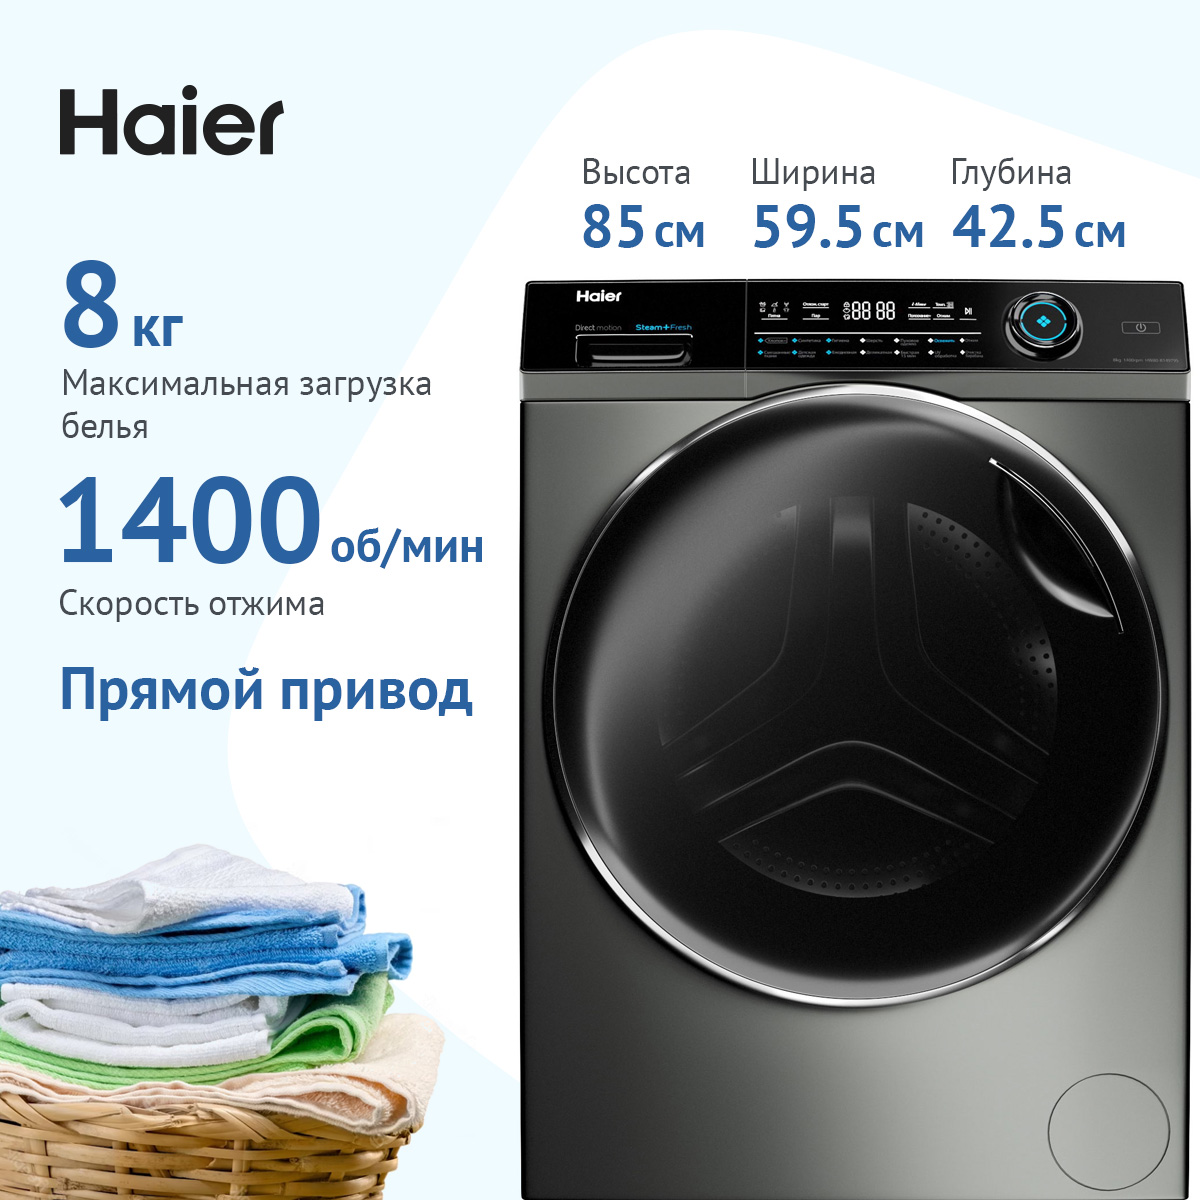 Haier
Высота Ширина Глубина
85 см 59.5 см 42.5 см
8 кг
Максимальная загрузка
белья
1400 об/мин
Скорость отжима
Прямой привод
Haier
Direct motion Steam+Fresh
88:88
Пар